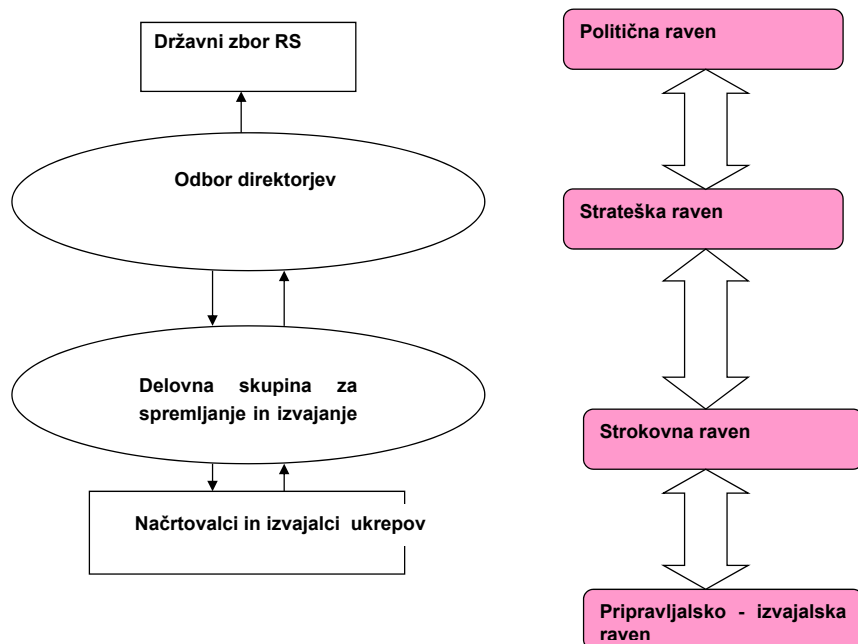 Državni zbor RS
Odbor direktorjev
Delovna skupina za
spremljanje in izvajanje
Načrtovalci in izvajalci ukrepov
Politična raven
Strateška raven
Strokovna raven
Pripravljalsko - izvajalska
raven